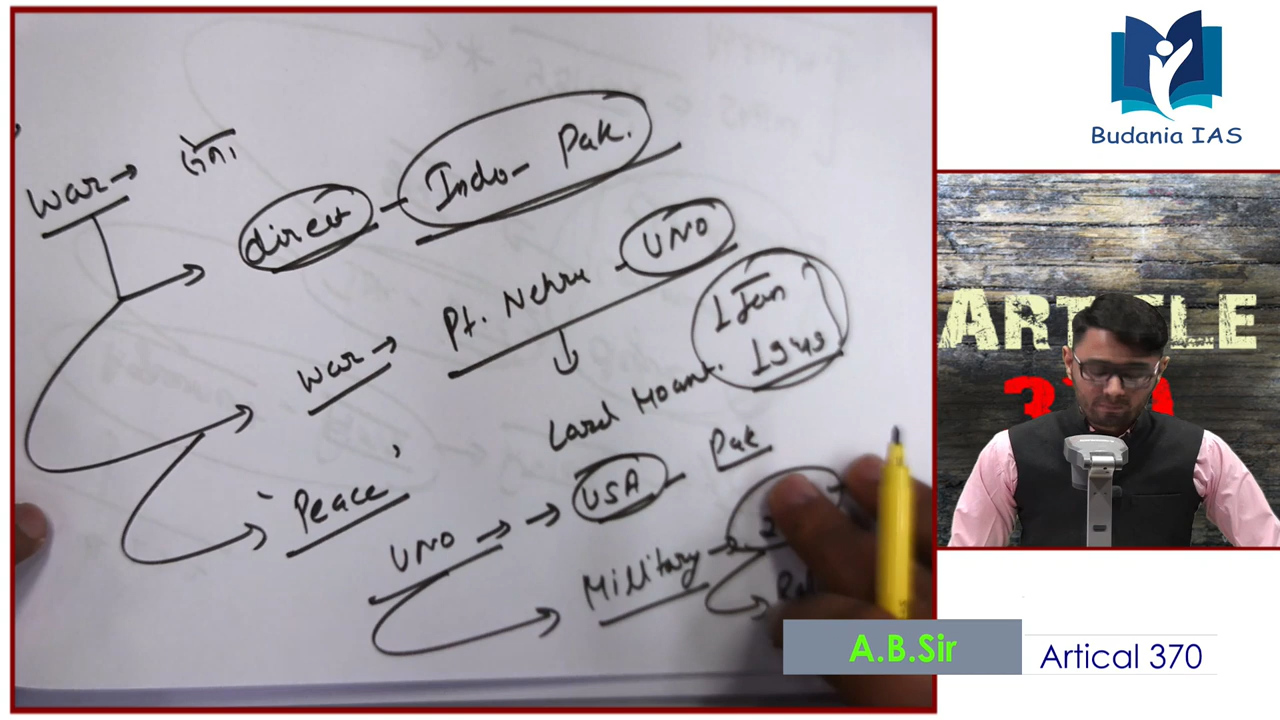 War →
direct - Indo- Pak.
War → Pt. Nehru - UNO
1 Jan
1948
Lord Mount.
Peace
UNO → → USA - Pak
Military →
Budania IAS
ARTICLE
370
A.B.Sir
Artical 370